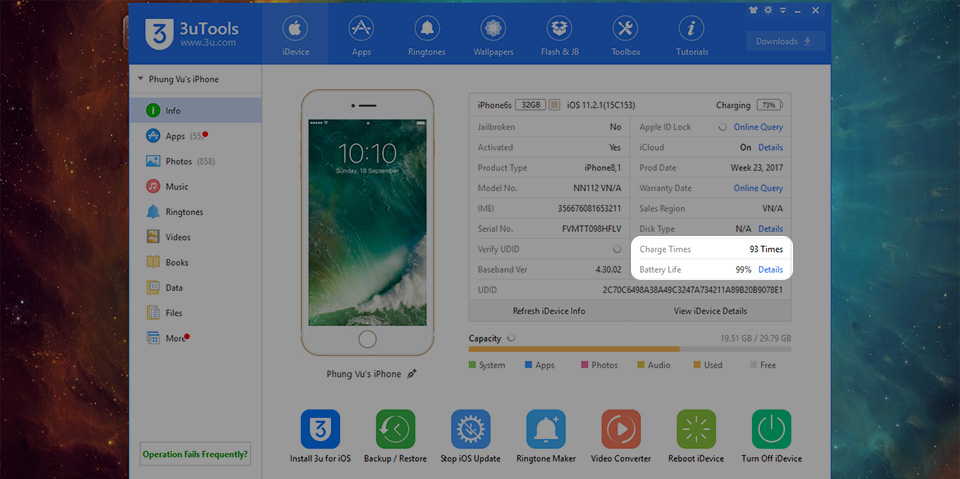 3 3uTools
www.3u.com
iDevice
Apps
Ringtones
Wallpapers
Flash & JB
Toolbox
Tutorials
Downloads
Phung Vu's iPhone
Info
Apps (55)
Photos (858)
Music
Ringtones
Videos
Books
Data
Files
More
Operation fails Frequently?
10:10
Sunday, 18 September
Phung Vu's iPhone
iPhone6s 32GB iOS 11.2.1(15C153) Charging 73%
Jailbroken No Apple ID Lock Online Query
Activated Yes iCloud On Details
Product Type iPhone8,1 Prod Date Week 23, 2017
Model No. NN112 VN/A Warranty Date Online Query
IMEI 356676081653211 Sales Region VN/A
Serial No. FVMTT098HFLV Disk Type N/A Details
Verify UDID Charge Times 93 Times
Baseband Ver 4.30.02 Battery Life 99% Details
UDID 2C70C6498A38A49C3247A734211A89B20B9078E1
Refresh iDevice Info View iDevice Details
Capacity 19.51 GB / 29.79 GB
System Apps Photos Audio Used Free
Install 3u for iOS
Backup / Restore
Stop iOS Update
Ringtone Maker
Video Converter
Reboot iDevice
Turn Off iDevice